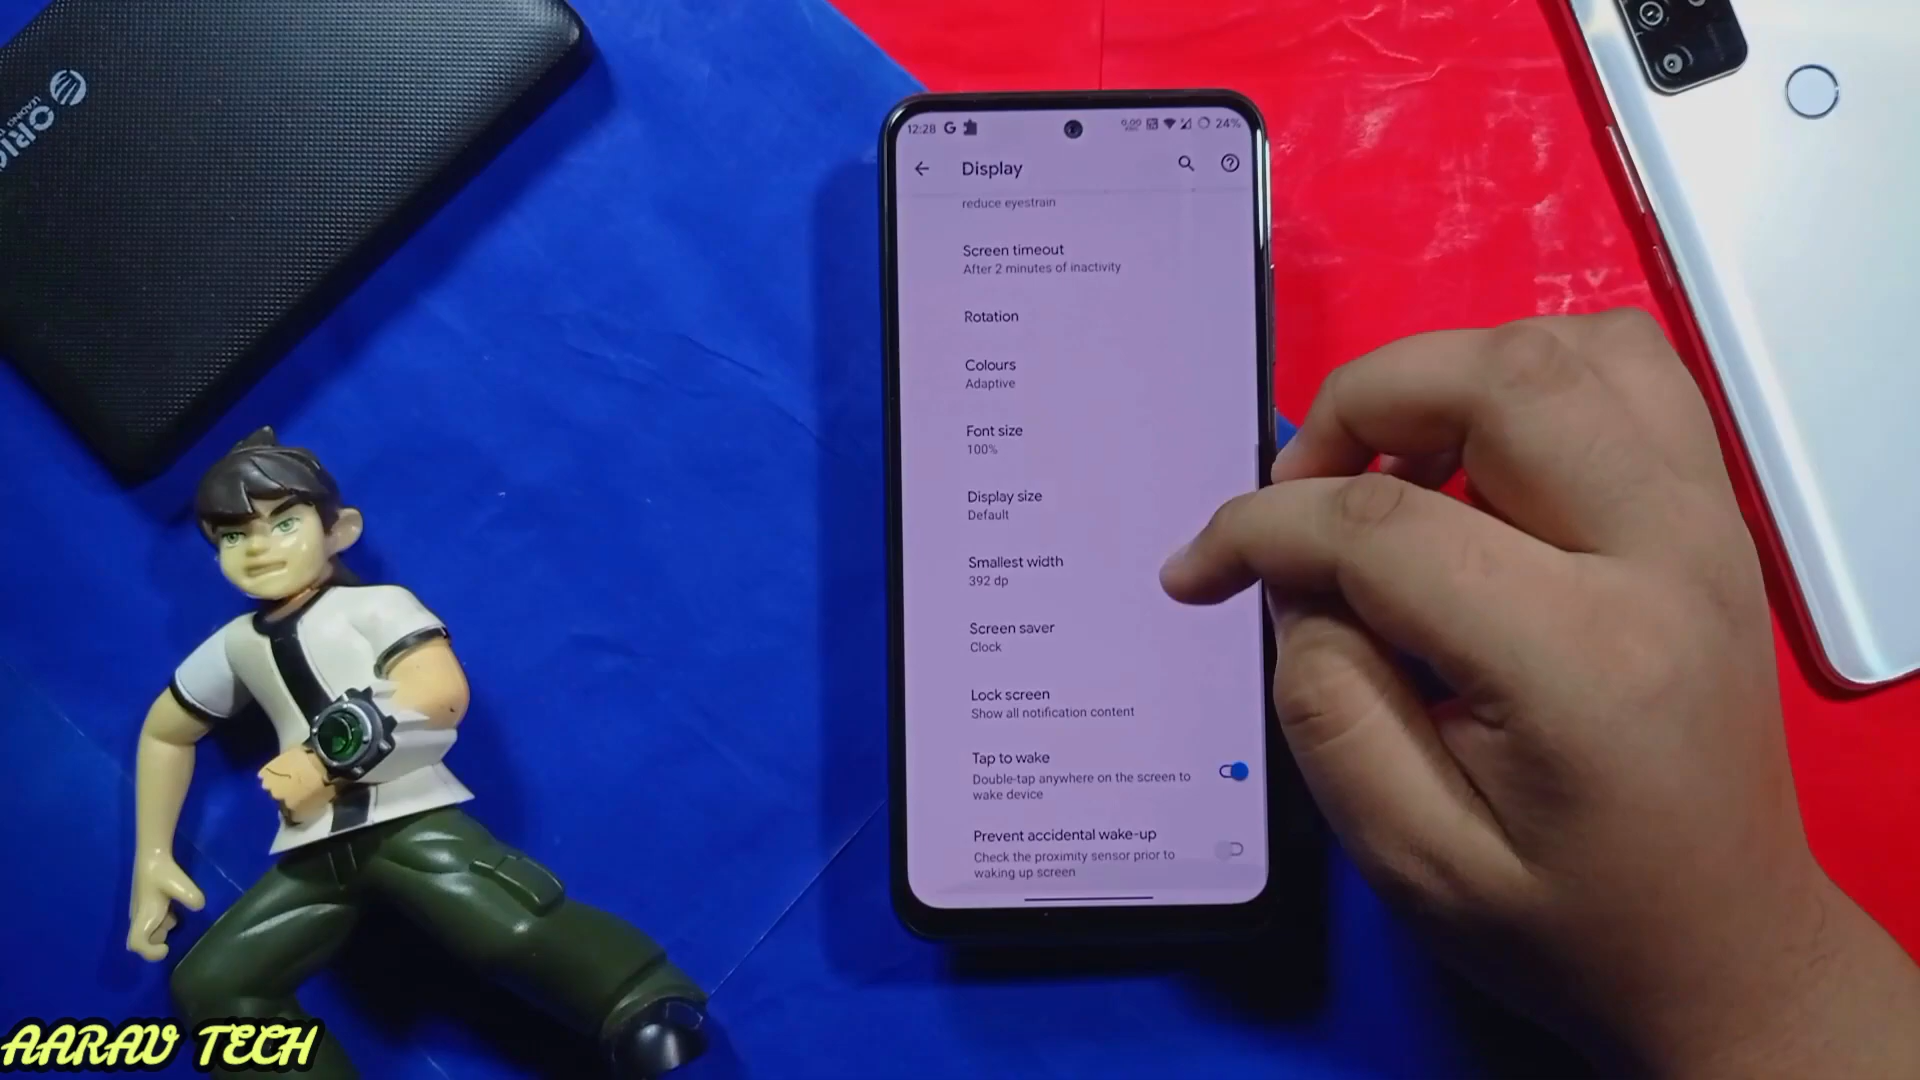 12:28 G 24%
Display
reduce eyestrain
Screen timeout
After 2 minutes of inactivity
Rotation
Colours
Adaptive
Font size
100%
Display size
Default
Smallest width
392 dp
Screen saver
Clock
Lock screen
Show all notification content
Tap to wake
Double-tap anywhere on the screen to
wake device
Prevent accidental wake-up
Check the proximity sensor prior to
waking up screen
AARAV TECH